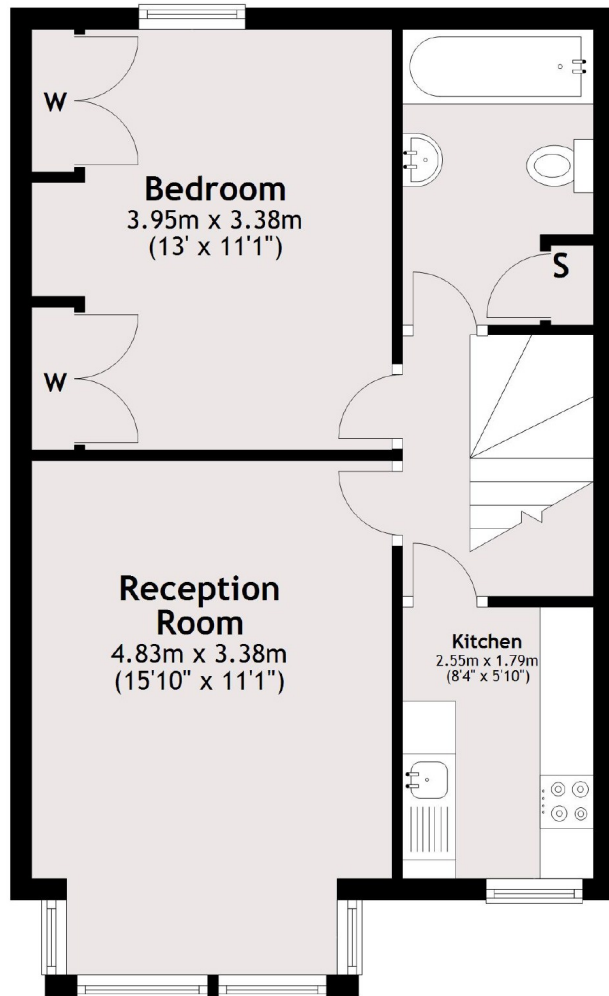 W
Bedroom
3.95m x 3.38m
(13' x 11'1")
W
S
Reception
Room
4.83m x 3.38m
(15'10" x 11'1")
Kitchen
2.55m x 1.79m
(8'4" x 5'10")